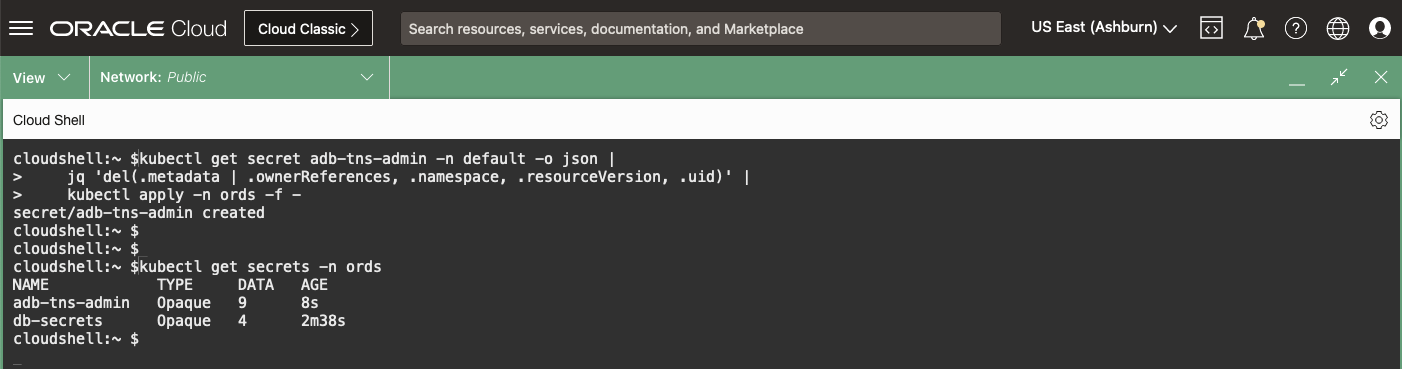 ORACLE Cloud
Cloud Classic >
Search resources, services, documentation, and Marketplace
US East (Ashburn)
View
Network: Public
Cloud Shell
cloudshell:~ $kubectl get secret adb-tns-admin -n default -o json |
>     jq 'del(.metadata | .ownerReferences, .namespace, .resourceVersion, .uid)' |
>     kubectl apply -n ords -f -
secret/adb-tns-admin created
cloudshell:~ $
cloudshell:~ $
cloudshell:~ $kubectl get secrets -n ords
NAME            TYPE     DATA   AGE
adb-tns-admin   Opaque   9      8s
db-secrets      Opaque   4      2m38s
cloudshell:~ $